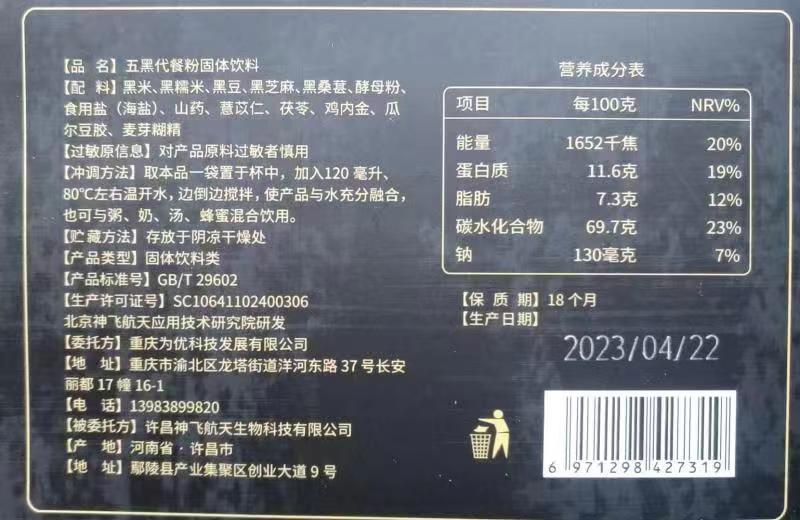 【品 名】五黑代餐粉固体饮料
【配 料】黑米、黑糯米、黑豆、黑芝麻、黑桑葚、酵母粉、
食用盐（海盐）、山药、薏苡仁、茯苓、鸡内金、瓜
尔豆胶、麦芽糊精
【过敏原信息】对产品原料过敏者慎用
【冲调方法】取本品一袋置于杯中，加入120 毫升、
80℃左右温开水，边倒边搅拌，使产品与水充分融合，
也可与粥、奶、汤、蜂蜜混合饮用。
【贮藏方法】存放于阴凉干燥处
【产品类型】固体饮料类
【产品标准号】GB/T 29602
【生产许可证号】SC10641102400306
北京神飞航天应用技术研究院研发
【委托方】重庆为优科技发展有限公司
【地 址】重庆市渝北区龙塔街道洋河东路 37 号长安
丽都 17 幢 16-1
【电 话】13983899820
【被委托方】许昌神飞航天生物科技有限公司
【产 地】河南省·许昌市
【地 址】鄢陵县产业集聚区创业大道 9 号
营养成分表
项目 每100克 NRV%
能量 1652千焦 20%
蛋白质 11.6克 19%
脂肪 7.3克 12%
碳水化合物 69.7克 23%
钠 130毫克 7%
【保 质 期】18 个月
【生产日期】
2023/04/22
6 971298 427319